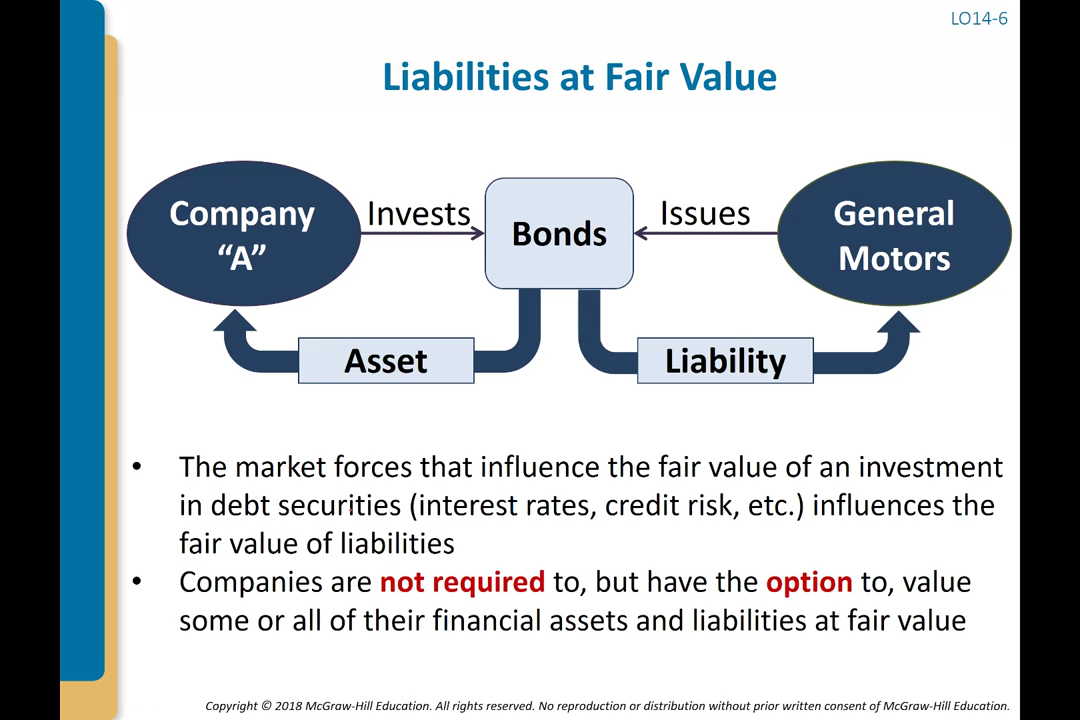 LO14-6
Liabilities at Fair Value
Company
“A”
Invests
Bonds
Issues
General
Motors
Asset
Liability
• The market forces that influence the fair value of an investment
in debt securities (interest rates, credit risk, etc.) influences the
fair value of liabilities
• Companies are not required to, but have the option to, value
some or all of their financial assets and liabilities at fair value
Copyright © 2018 McGraw-Hill Education. All rights reserved. No reproduction or distribution without prior written consent of McGraw-Hill Education.